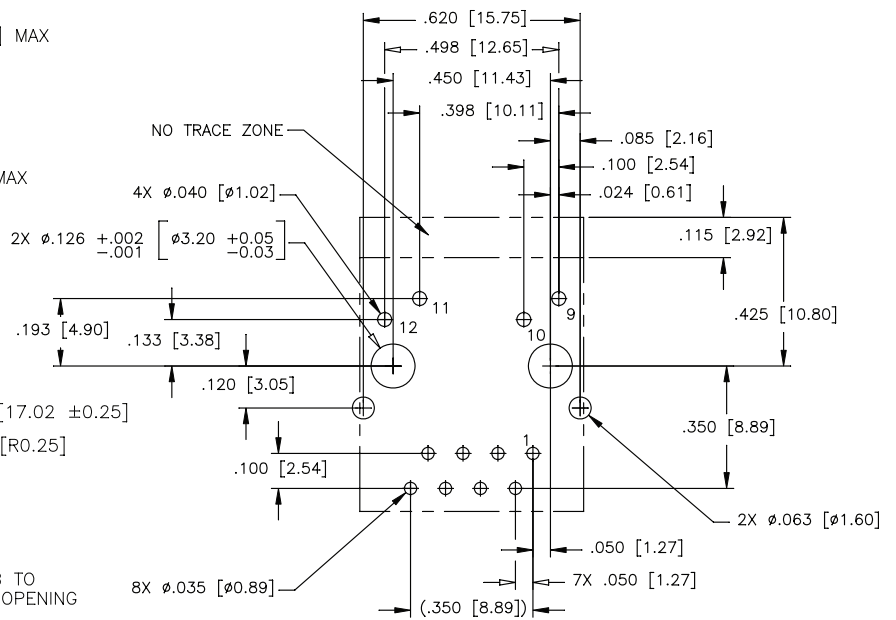 .620 [15.75]
] MAX
.498 [12.65]
.450 [11.43]
.398 [10.11]
NO TRACE ZONE
.085 [2.16]
.100 [2.54]
MAX
4X ø.040 [ø1.02]
.024 [0.61]
2X ø.126 +.002 -.001 [ø3.20 +0.05 -0.03]
.115 [2.92]
11
9
.193 [4.90]
12
10
.425 [10.80]
.133 [3.38]
.120 [3.05]
[17.02 ±0.25]
.350 [8.89]
[R0.25]
1
.100 [2.54]
2X ø.063 [ø1.60]
.050 [1.27]
TO
8X ø.035 [ø0.89]
7X .050 [1.27]
OPENING
(.350 [8.89])